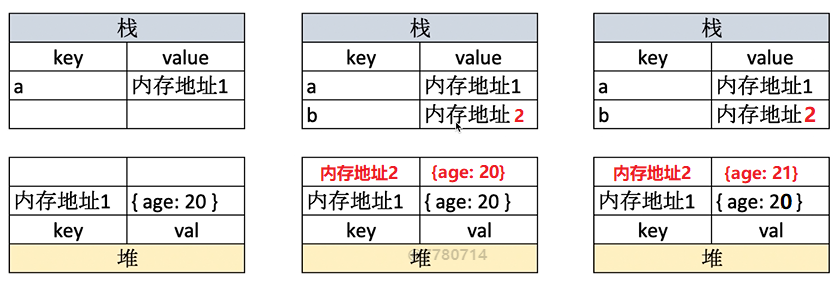 栈
key value
a 内存地址1
内存地址1 { age: 20 }
key val
堆
栈
key value
a 内存地址1
b 内存地址2
内存地址2 {age: 20}
内存地址1 { age: 20 }
key val
堆
栈
key value
a 内存地址1
b 内存地址2
内存地址2 {age: 21}
内存地址1 { age: 20 }
key val
堆